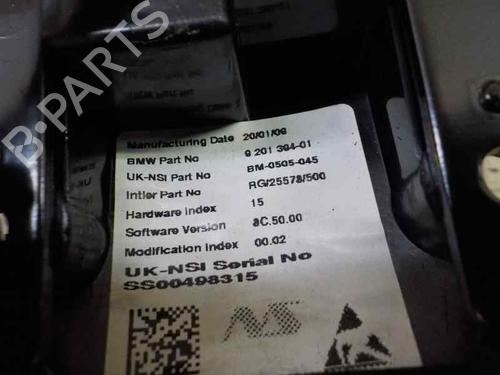 B-PARTS
Manufacturing Date 20/01/09
BMW Part No 9 201 394-01
UK-NSI Part No BM-0505-045
Intier Part No RG/25578/500
Hardware Index 15
Software Version 8C.50.00
Modification Index 00.02
UK-NSI Serial No
SS00498315